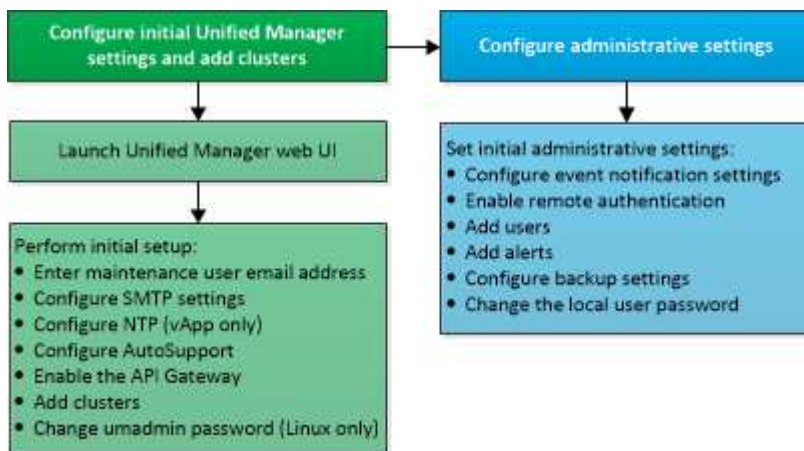 Configure initial Unified Manager
settings and add clusters
Configure administrative settings
Launch Unified Manager web UI
Perform initial setup:
• Enter maintenance user email address
• Configure SMTP settings
• Configure NTP (vApp only)
• Configure AutoSupport
• Enable the API Gateway
• Add clusters
• Change umadmin password (Linux only)
Set initial administrative settings:
• Configure event notification settings
• Enable remote authentication
• Add users
• Add alerts
• Configure backup settings
• Change the local user password